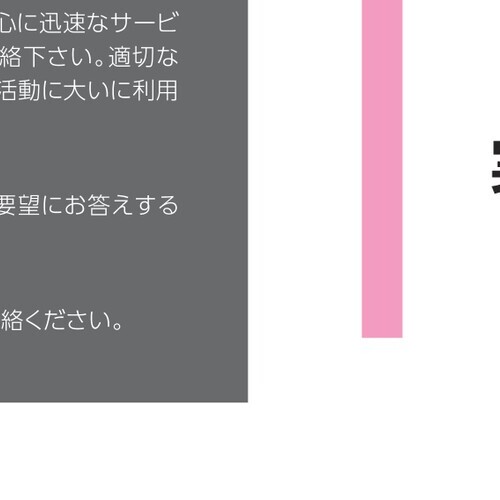 心に迅速なサービ
絡下さい。適切な
活動に大いに利用
要望にお答えする
絡ください。